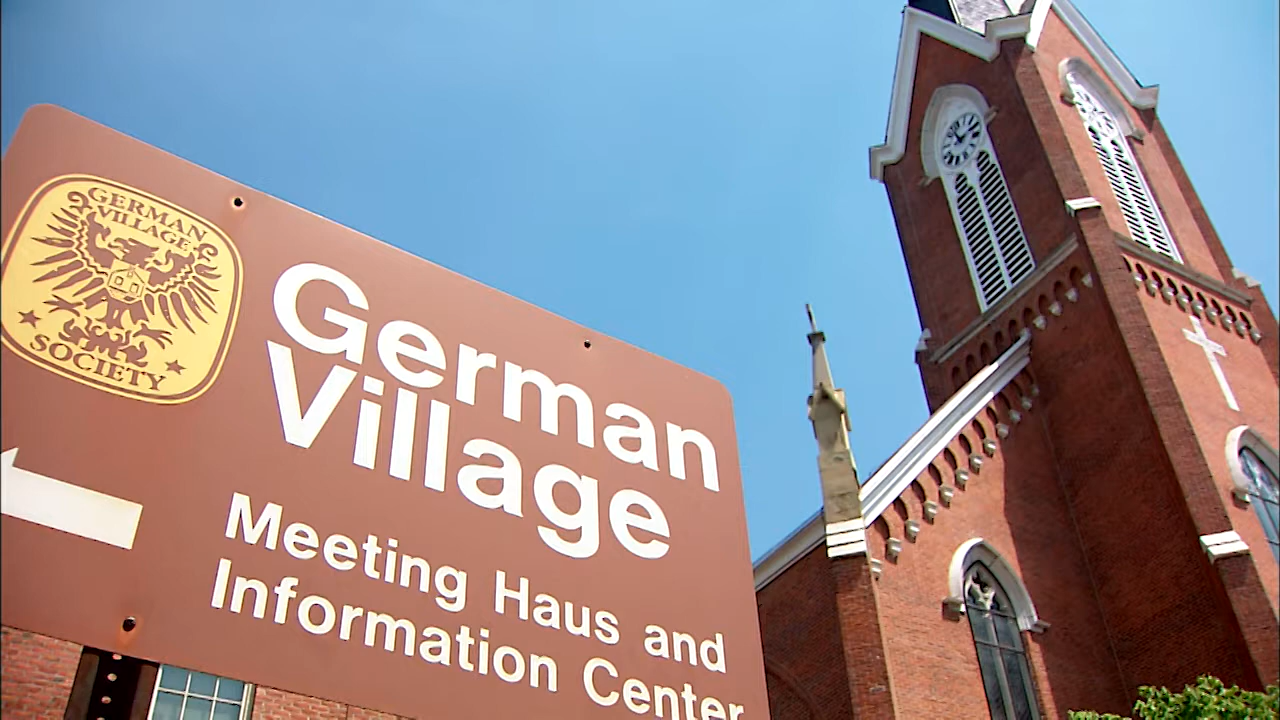 GERMAN
VILLAGE
SOCIETY
German
Village
Meeting Haus and
Information Center